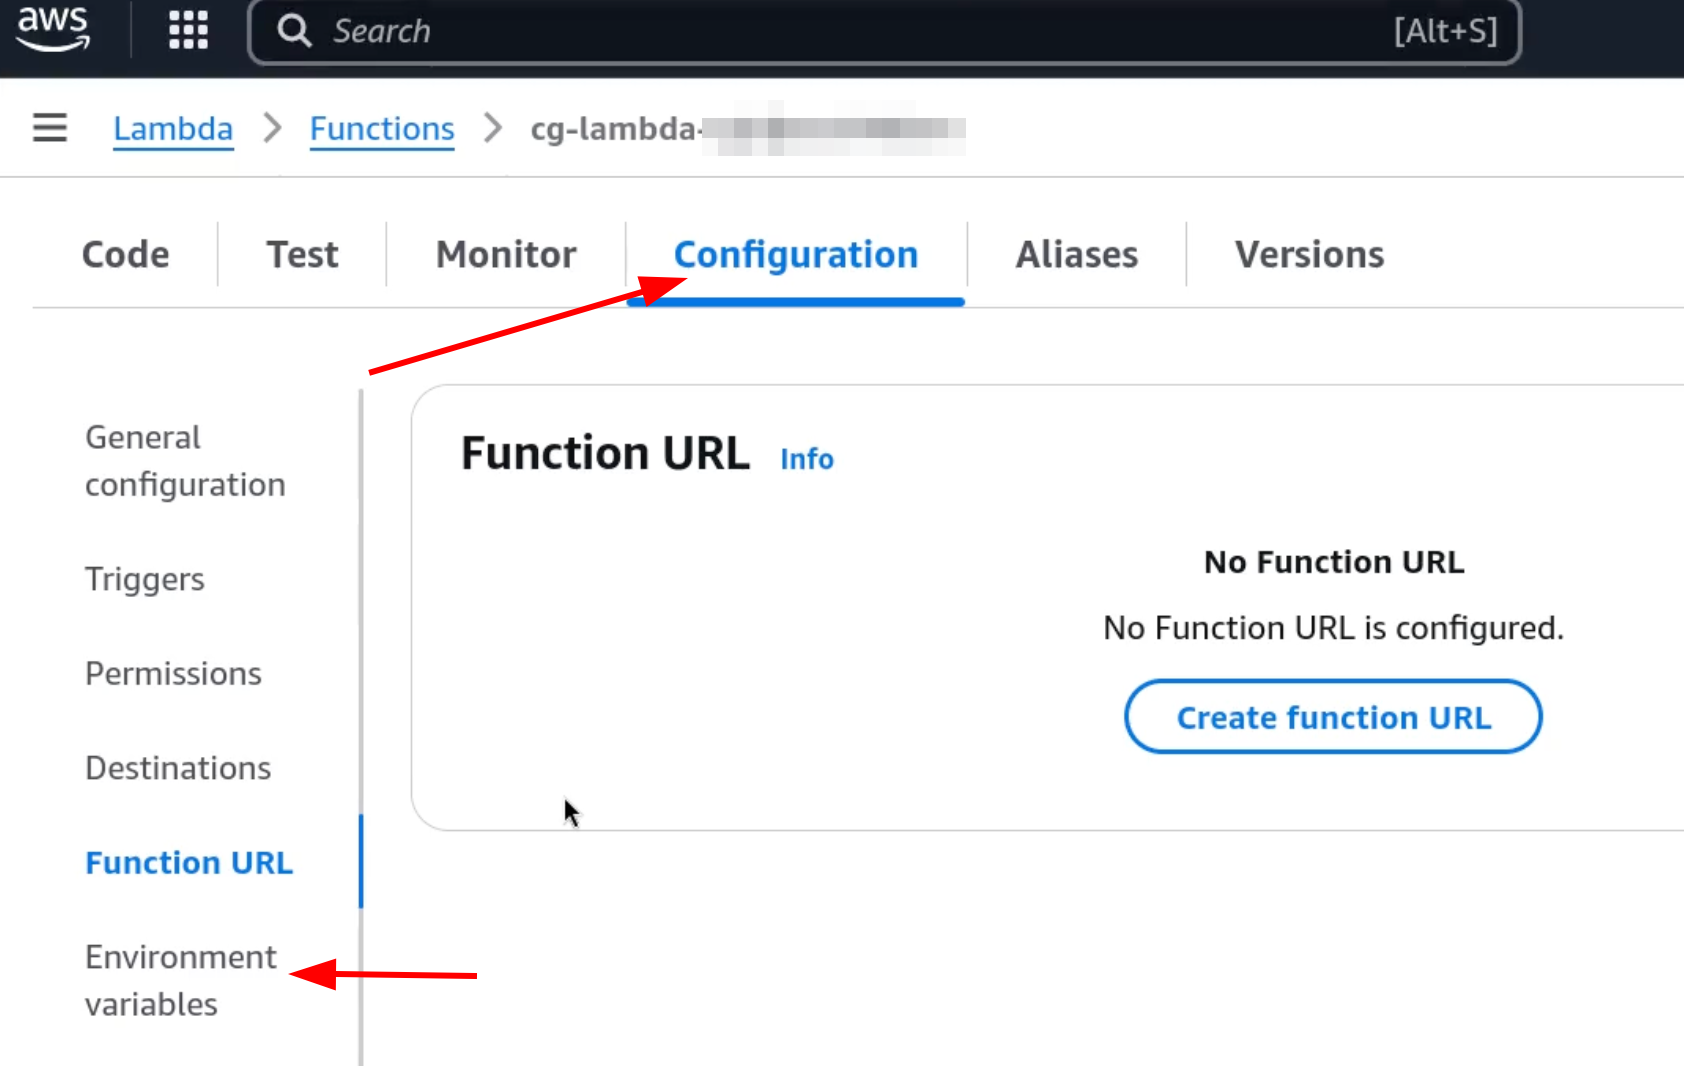 aws
Search
[Alt+S]
Lambda
Functions
cg-lambda-
Code
Test
Monitor
Configuration
Aliases
Versions
General
configuration
Triggers
Permissions
Destinations
Function URL
Environment
variables
Function URL
Info
No Function URL
No Function URL is configured.
Create function URL